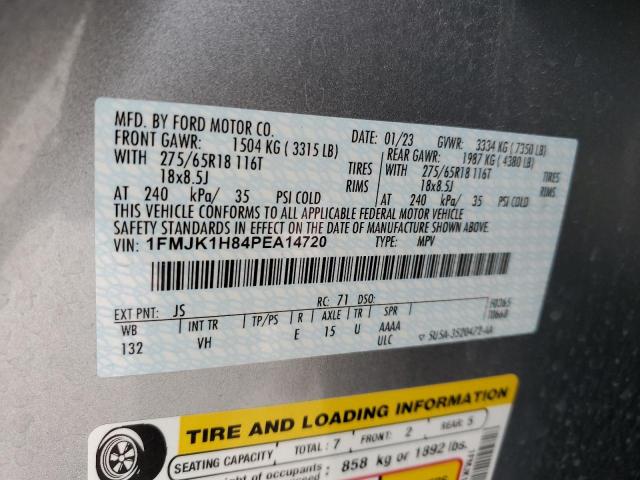 MFD. BY FORD MOTOR CO. 01/23 GVWR: 3334 KG ( 7350 LB)
FRONT GAWR: 1504 KG ( 3315 LB) REAR GAWR: 1987 KG ( 4380 LB)
WITH 275/65R18 116T TIRES WITH 275/65R18 116T TIRES
18x8.5J RIMS 18x8.5J RIMS
AT 240 kPa/ 35 PSI COLD AT 240 kPa/ 35 PSI COLD
THIS VEHICLE CONFORMS TO ALL APPLICABLE FEDERAL MOTOR VEHICLE
SAFETY STANDARDS IN EFFECT ON THE DATE OF MANUFACTURE SHOWN ABOVE.
VIN: 1FMJK1H84PEA14720 TYPE: MPV
EXT PNT: JS RC: 71 DSO:
WB INT TR TP/PS R AXLE TR SPR
132 VH E 15 U AAAA
ULC
5U5A-3520472-AA
TIRE AND LOADING INFORMATION
SEATING CAPACITY TOTAL: 7 FRONT: 2 REAR: 5
858 kg or 1892 lbs.